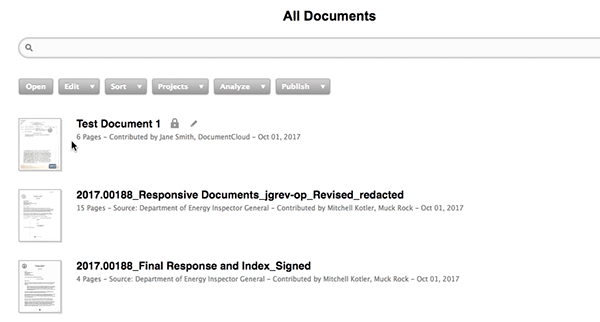 All Documents
Open Edit Sort Projects Analyze Publish
Test Document 1
6 Pages – Contributed by Jane Smith, DocumentCloud – Oct 01, 2017
2017.00188_Responsive Documents_jgrev-op_Revised_redacted
15 Pages – Source: Department of Energy Inspector General – Contributed by Mitchell Kotler, Muck Rock – Oct 01, 2017
2017.00188_Final Response and Index_Signed
4 Pages – Source: Department of Energy Inspector General – Contributed by Mitchell Kotler, Muck Rock – Oct 01, 2017